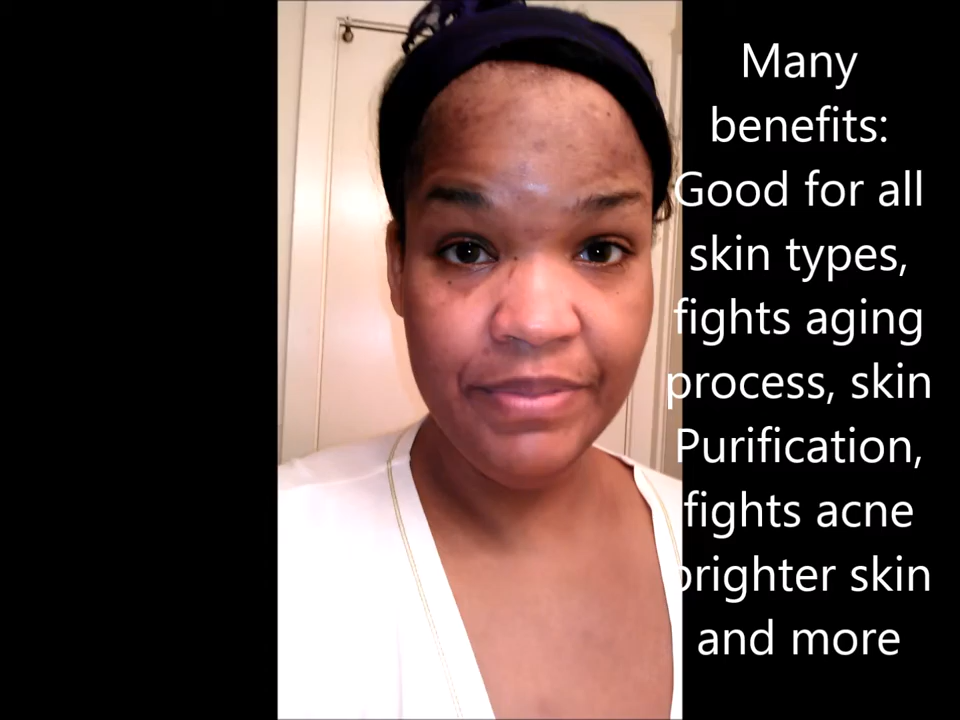 Many
benefits:
Good for all
skin types,
fights aging
process, skin
Purification,
fights acne
brighter skin
and more